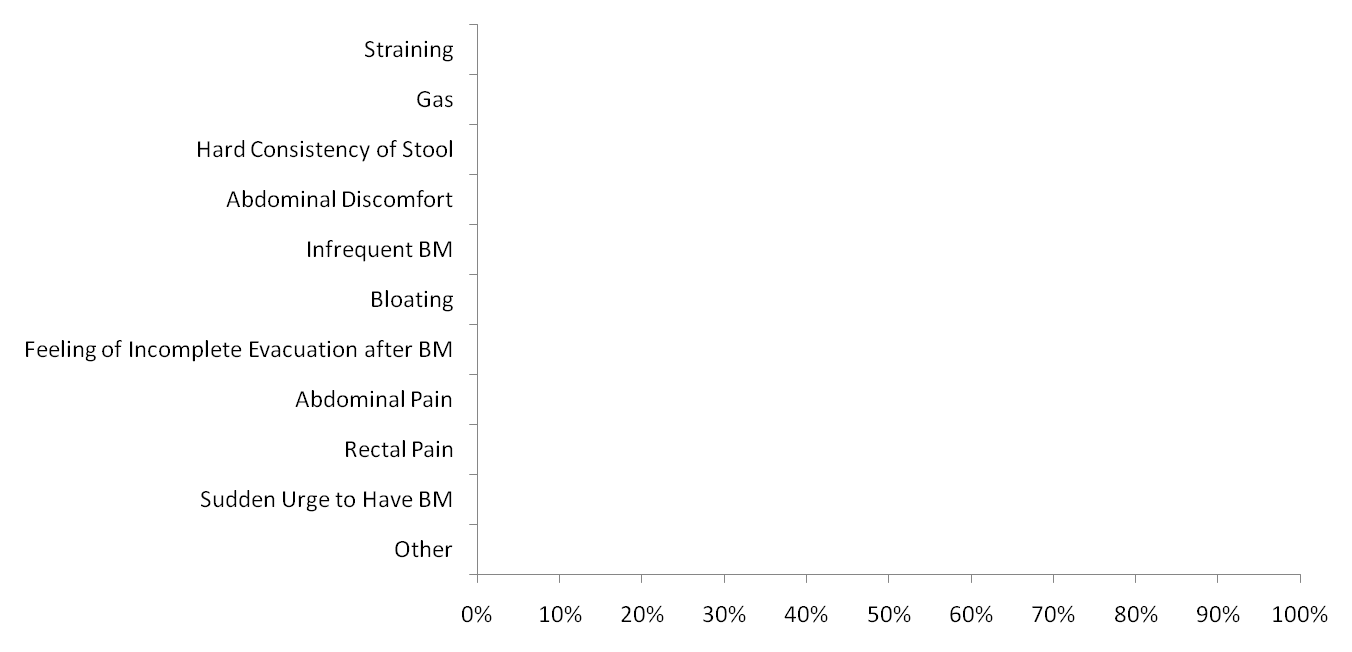 Straining
Gas
Hard Consistency of Stool
Abdominal Discomfort
Infrequent BM
Bloating
Feeling of Incomplete Evacuation after BM
Abdominal Pain
Rectal Pain
Sudden Urge to Have BM
Other
0% 10% 20% 30% 40% 50% 60% 70% 80% 90% 100%